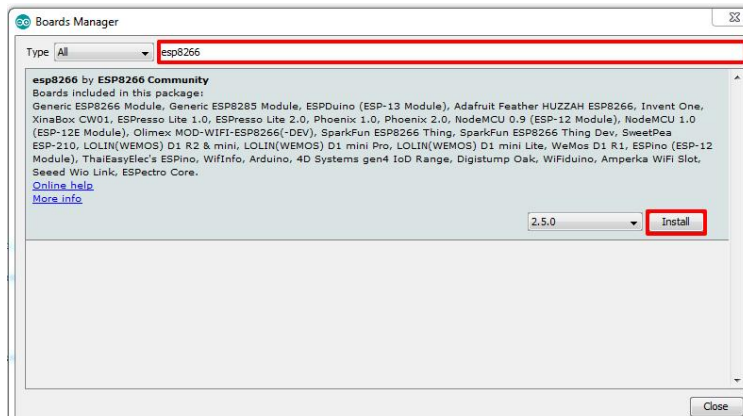 Boards Manager
Type All esp8266
esp8266 by ESP8266 Community
Boards included in this package:
Generic ESP8266 Module, Generic ESP8285 Module, ESPDuino (ESP-13 Module), Adafruit Feather HUZZAH ESP8266, Invent One,
XinaBox CW01, ESPresso Lite 1.0, ESPresso Lite 2.0, Phoenix 1.0, Phoenix 2.0, NodeMCU 0.9 (ESP-12 Module), NodeMCU 1.0
(ESP-12E Module), Olimex MOD-WIFI-ESP8266(-DEV), SparkFun ESP8266 Thing, SparkFun ESP8266 Thing Dev, SweetPea
ESP-210, LOLIN(WEMOS) D1 R2 & mini, LOLIN(WEMOS) D1 mini Pro, LOLIN(WEMOS) D1 mini Lite, WeMos D1 R1, ESPino (ESP-12
Module), ThaiEasyElec's ESPino, WifInfo, Arduino, 4D Systems gen4 IoD Range, Digistump Oak, WiFiduino, Amperka WiFi Slot,
Seeed Wio Link, ESPectro Core.
Online help
More info
2.5.0 Install
Close